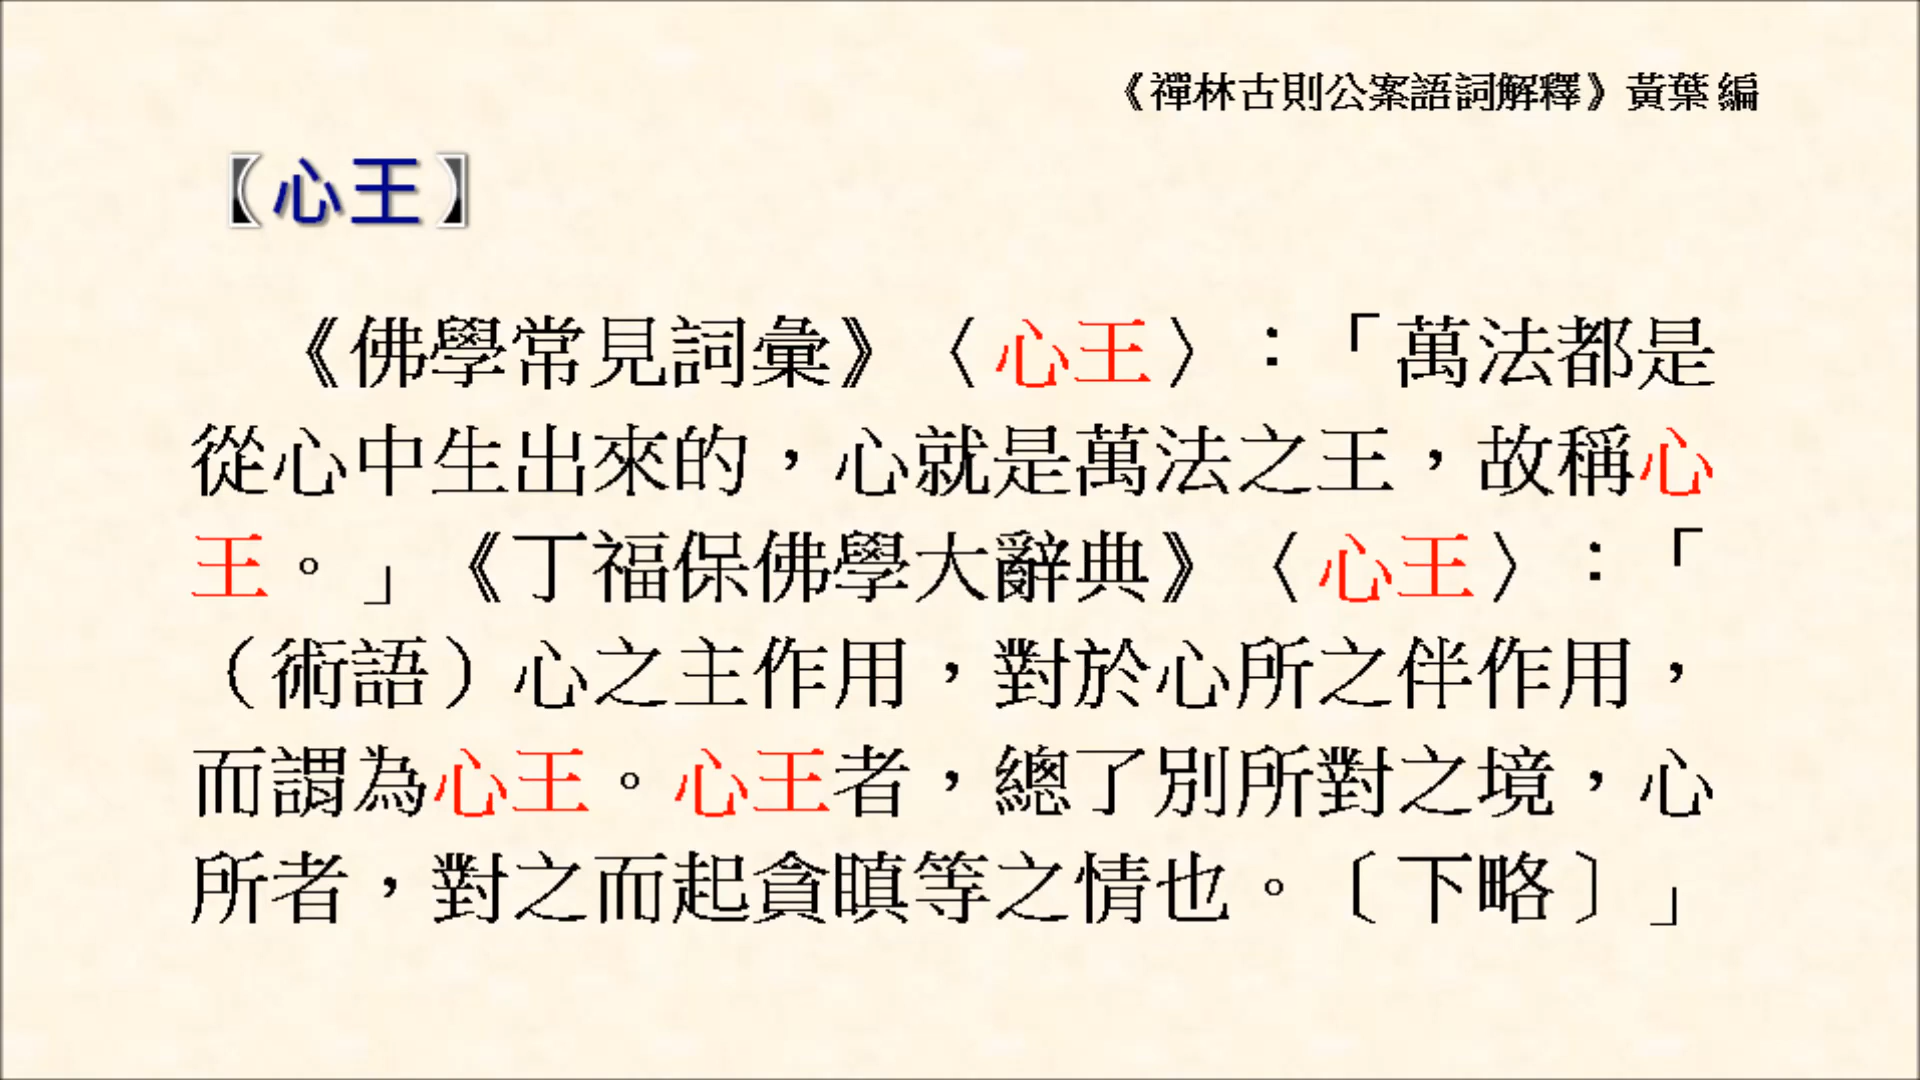 《禪林古則公案語詞解釋》黃葉 編
【心王】
《佛學常見詞彙》〈心王〉：「萬法都是
從心中生出來的，心就是萬法之王，故稱心
王。」《丁福保佛學大辭典》〈心王〉：「
（術語）心之主作用，對於心所之伴作用，
而謂為心王。心王者，總了別所對之境，心
所者，對之而起貪瞋等之情也。〔下略〕」